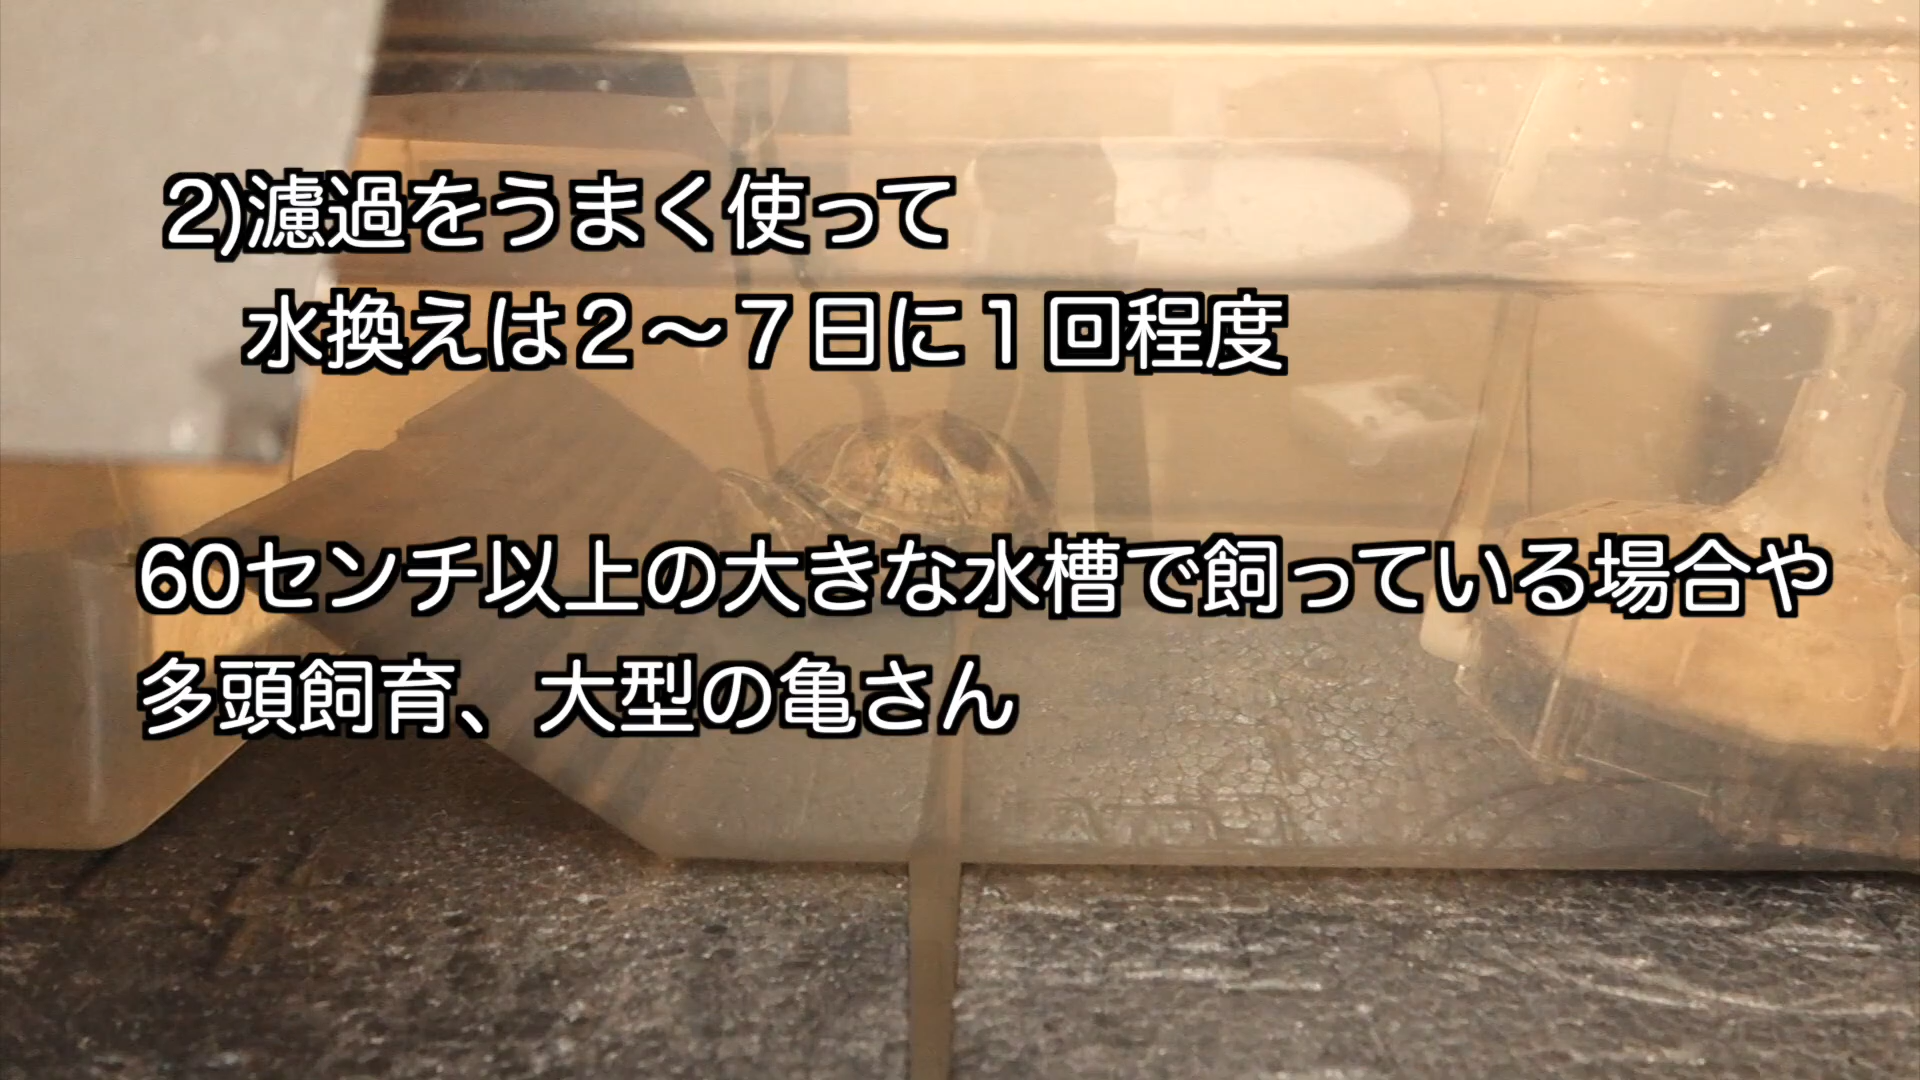 2)濾過をうまく使って
水換えは２～７日に１回程度
60センチ以上の大きな水槽で飼っている場合や
多頭飼育、大型の亀さん